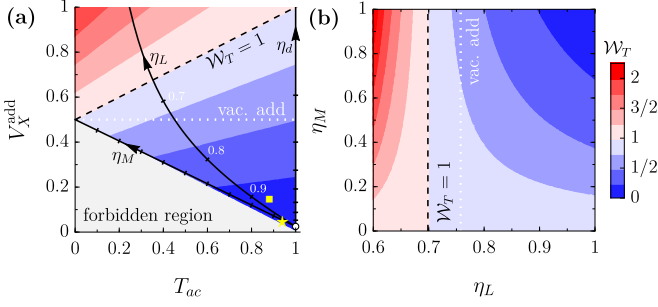 (a)
V_X^add
1
0.8
0.6
0.4
0.2
0
0
0.2
0.4
0.6
0.8
1
T_ac
η_L
𝒲_T = 1
η_d
0.7
vac. add
η_M
0.8
0.9
forbidden region
(b)
η_M
1
0.8
0.6
0.4
0.2
0
0.6
0.7
0.8
0.9
1
η_L
vac. add
𝒲_T = 1
𝒲_T
2
3/2
1
1/2
0